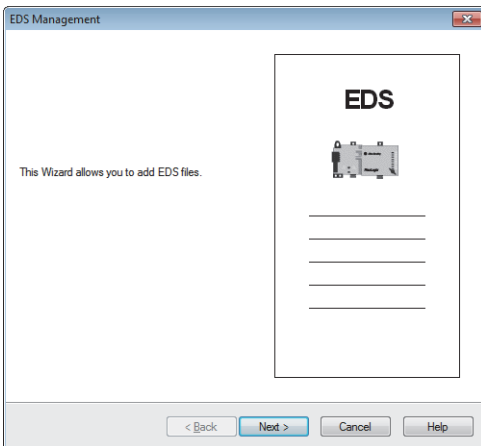 EDS Management
EDS
This Wizard allows you to add EDS files.
< Back
Next >
Cancel
Help